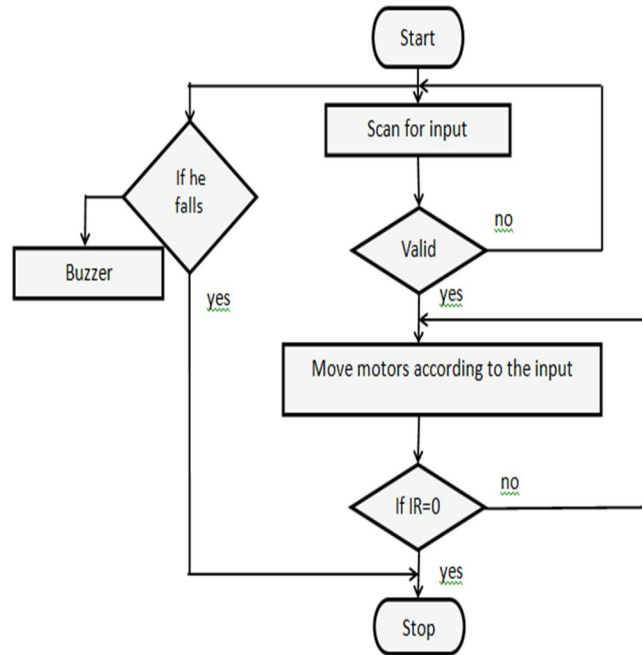 Start
Scan for input
If he
falls
no
Valid
Buzzer
yes
yes
Move motors according to the input
no
If IR=0
yes
Stop